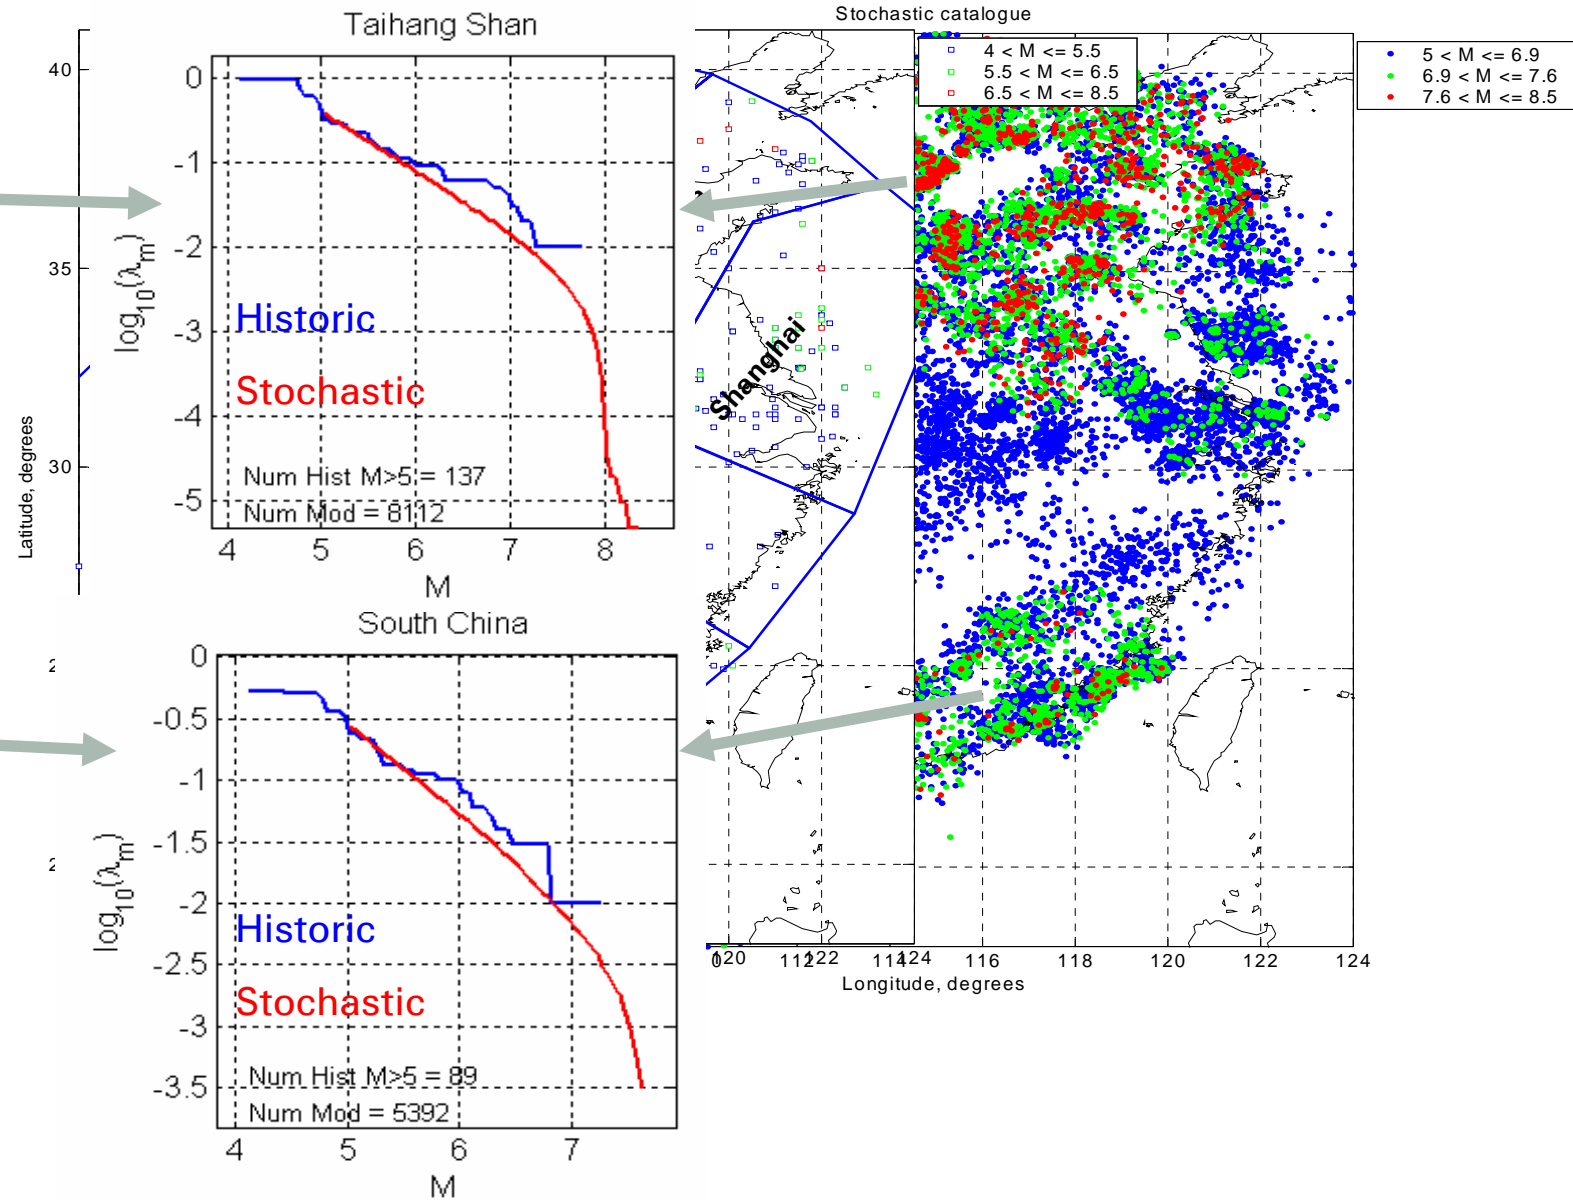 Taihang Shan
0
-1
-2
-3
-4
-5
log10(λm)
Historic
Stochastic
Num Hist M>5 = 137
Num Mod = 8112
4 5 6 7 8
M
South China
0
-0.5
-1
-1.5
-2
-2.5
-3
-3.5
log10(λm)
Historic
Stochastic
Num Hist M>5 = 89
Num Mod = 5392
4 5 6 7
M
40
35
30
2
2
Latitude, degrees
Stochastic catalogue
4 < M <= 5.5
5.5 < M <= 6.5
6.5 < M <= 8.5
5 < M <= 6.9
6.9 < M <= 7.6
7.6 < M <= 8.5
Shanghai
120 112 122 114 124 116 118 120 122 124
Longitude, degrees